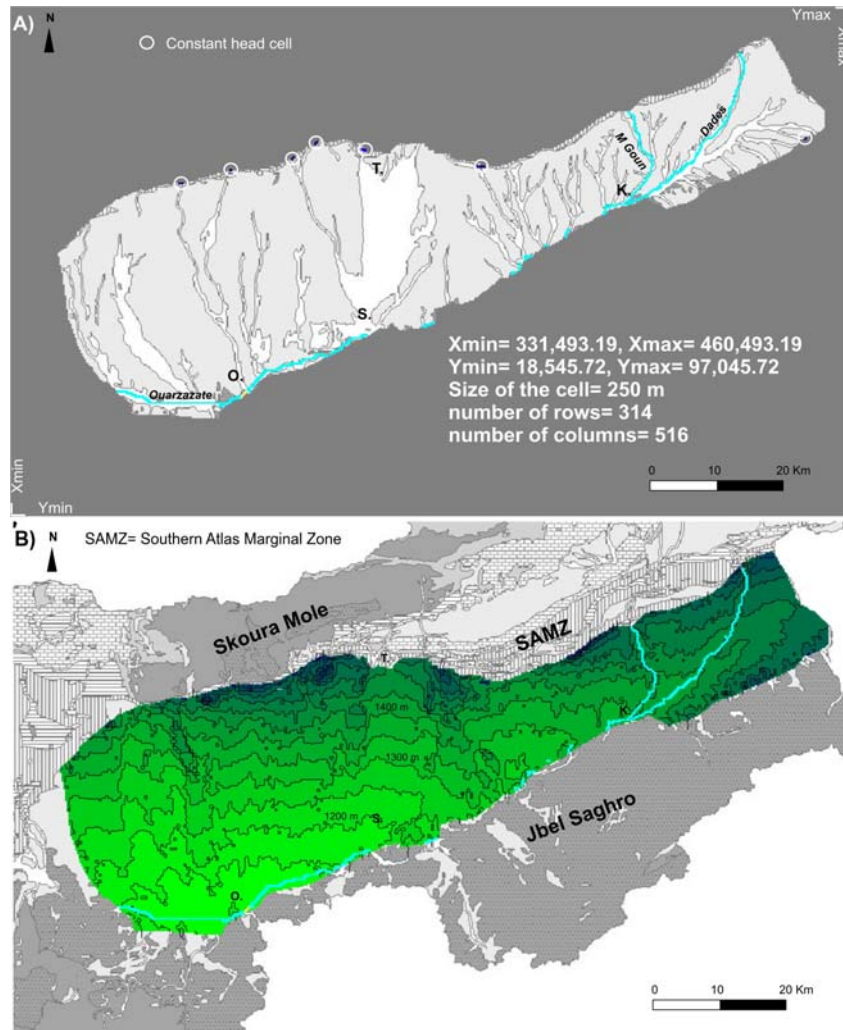 A)
Ymax
Xmax
N
Constant head cell
Dades
M Goun
T.
K.
S.
Xmin= 331,493.19, Xmax= 460,493.19
Ymin= 18,545.72, Ymax= 97,045.72
Size of the cell= 250 m
number of rows= 314
number of columns= 516
O.
Ouarzazate
0 10 20 Km
Xmin
Ymin
B)
SAMZ= Southern Atlas Marginal Zone
N
Skoura Mole
SAMZ
T.
1400 m
K.
1300 m
1200 m
S.
Jbel Saghro
O.
0 10 20 Km